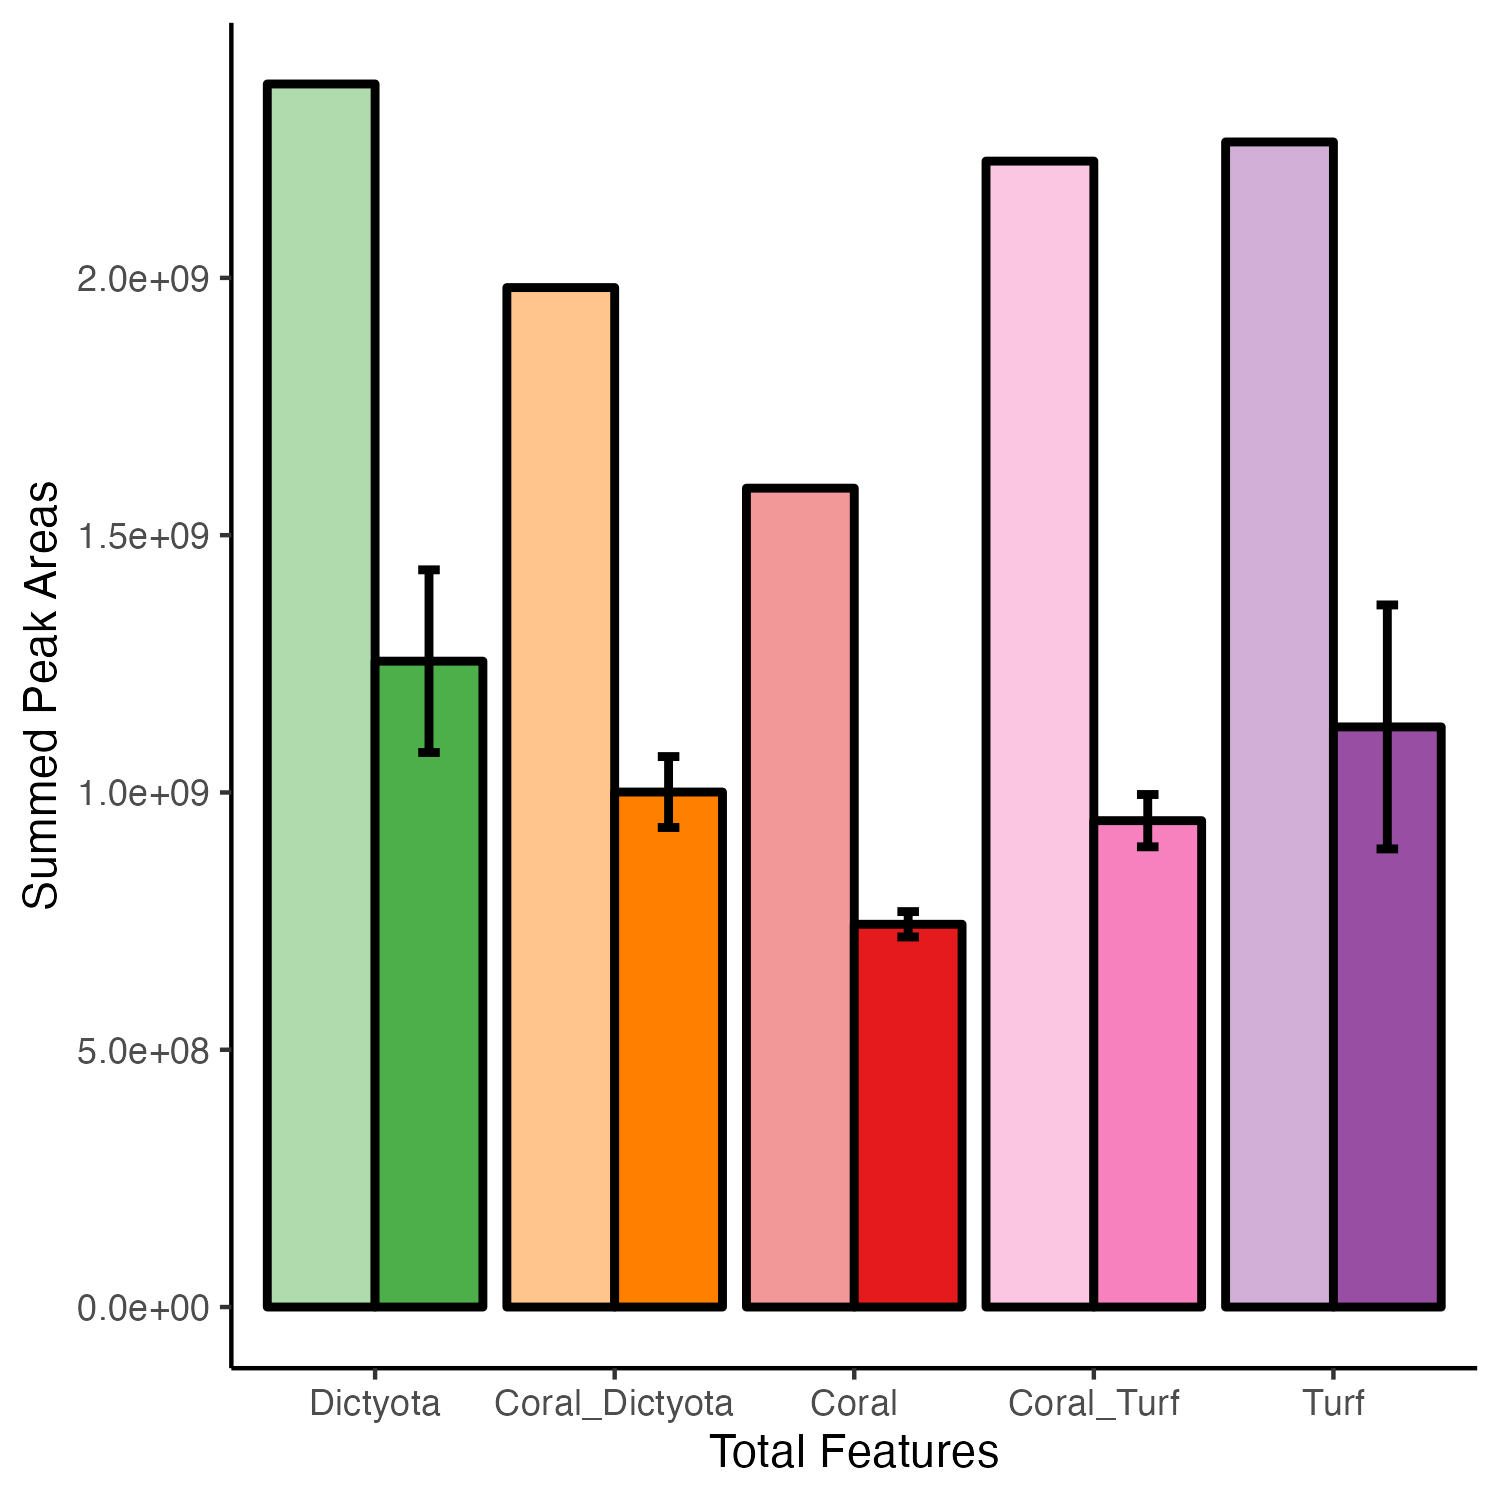 Summed Peak Areas
2.0e+09
1.5e+09
1.0e+09
5.0e+08
0.0e+00
Dictyota Coral_Dictyota Coral Coral_Turf Turf
Total Features